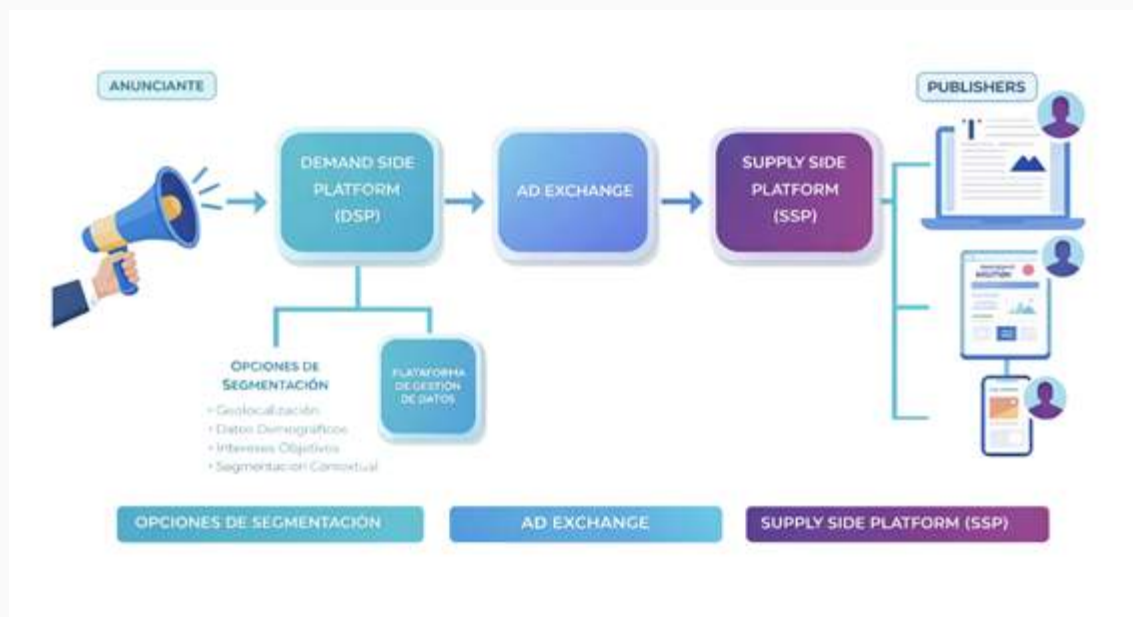 ANUNCIANTE
PUBLISHERS
DEMAND SIDE
PLATFORM
(DSP)
AD EXCHANGE
SUPPLY SIDE
PLATFORM
(SSP)
OPCIONES DE
SEGMENTACIÓN
• Geolocalización
• Datos Demográficos
• Intereses Objetivos
• Segmentación Contextual
PLATAFORMA
DE GESTIÓN
DE DATOS
OPCIONES DE SEGMENTACIÓN
AD EXCHANGE
SUPPLY SIDE PLATFORM (SSP)